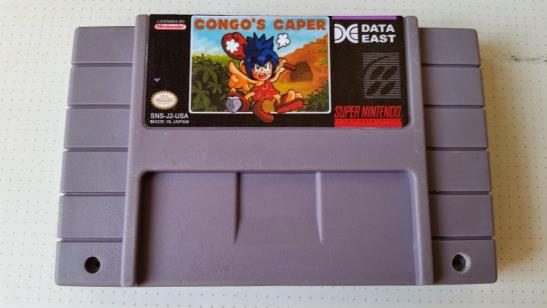 LICENSED BY
Nintendo
CONGO'S CAPER
DATA
EAST
SNS-J2-USA
MADE IN JAPAN
SUPER NINTENDO